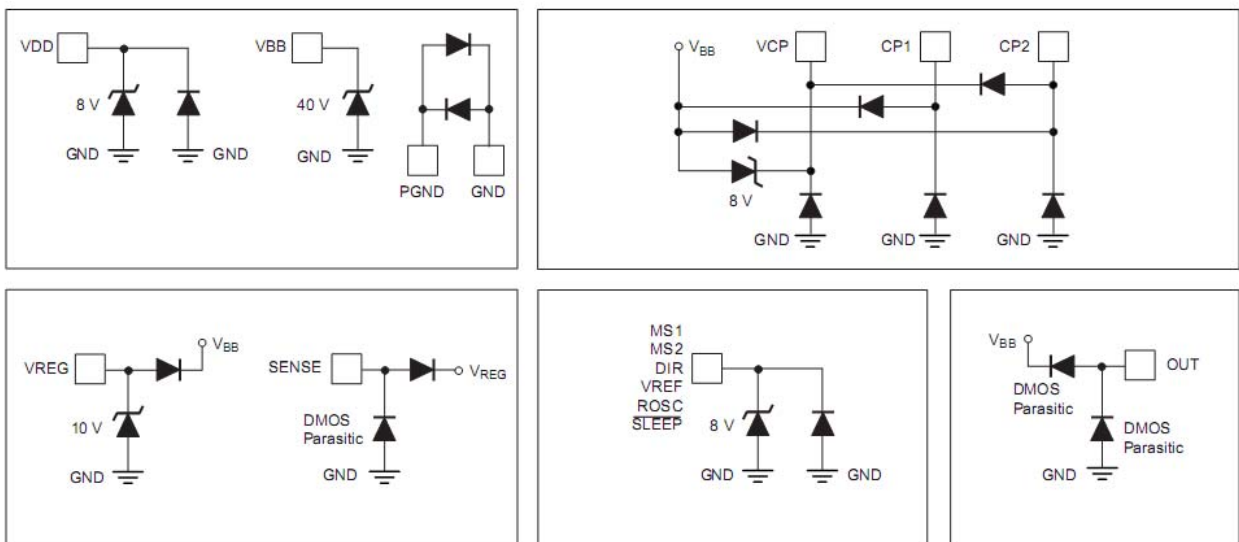 VDD
8 V
GND
GND
VBB
40 V
GND
PGND
GND
VBB
VCP
CP1
CP2
8 V
GND
GND
GND
VREG
VBB
10 V
GND
SENSE
VREG
DMOS
Parasitic
GND
MS1
MS2
DIR
VREF
ROSC
SLEEP
8 V
GND
GND
VBB
OUT
DMOS
Parasitic
DMOS
Parasitic
GND